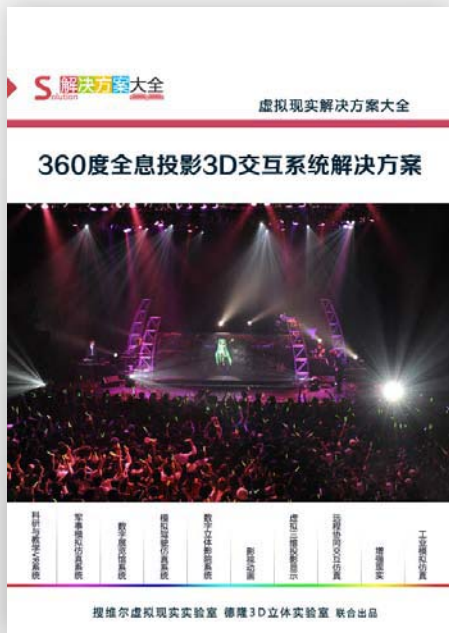 Solution 解决方案大全
虚拟现实解决方案大全
360度全息投影3D交互系统解决方案
科研与教学VR系统
军事模拟仿真系统
数字展览馆系统
模拟驾驶仿真系统
数字立体影院系统
影院动画
虚拟三维投影显示
远程协同交互仿真
增强现实
工业模拟仿真
搜维尔虚拟现实实验室 德隆3D立体实验室 联合出品